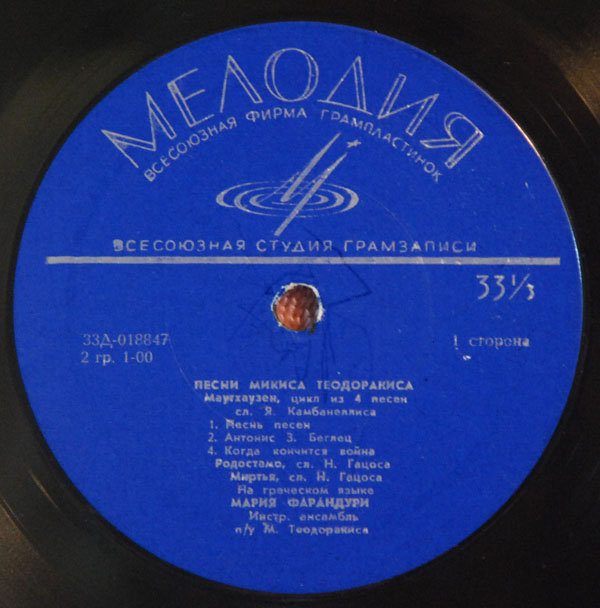 МЕЛОДИЯ
ВСЕСОЮЗНАЯ ФИРМА ГРАМПЛАСТИНОК
ВСЕСОЮЗНАЯ СТУДИЯ ГРАМЗАПИСИ
33⅓
33Д-018847
2 гр. 1-00
1 сторона
ПЕСНИ МИКИСА ТЕОДОРАКИСА
Маутхаузен, цикл из 4 песен
сл. Я. Камбанеллиса
1. Песнь песен
2. Антонис 3. Беглец
4. Когда кончится война
Родостамо, сл. Н. Гацоса
Миртья, сл. Н. Гацоса
На греческом языке
МАРИЯ ФАРАНДУРИ
Инстр. ансамбль
п/у М. Теодоракиса